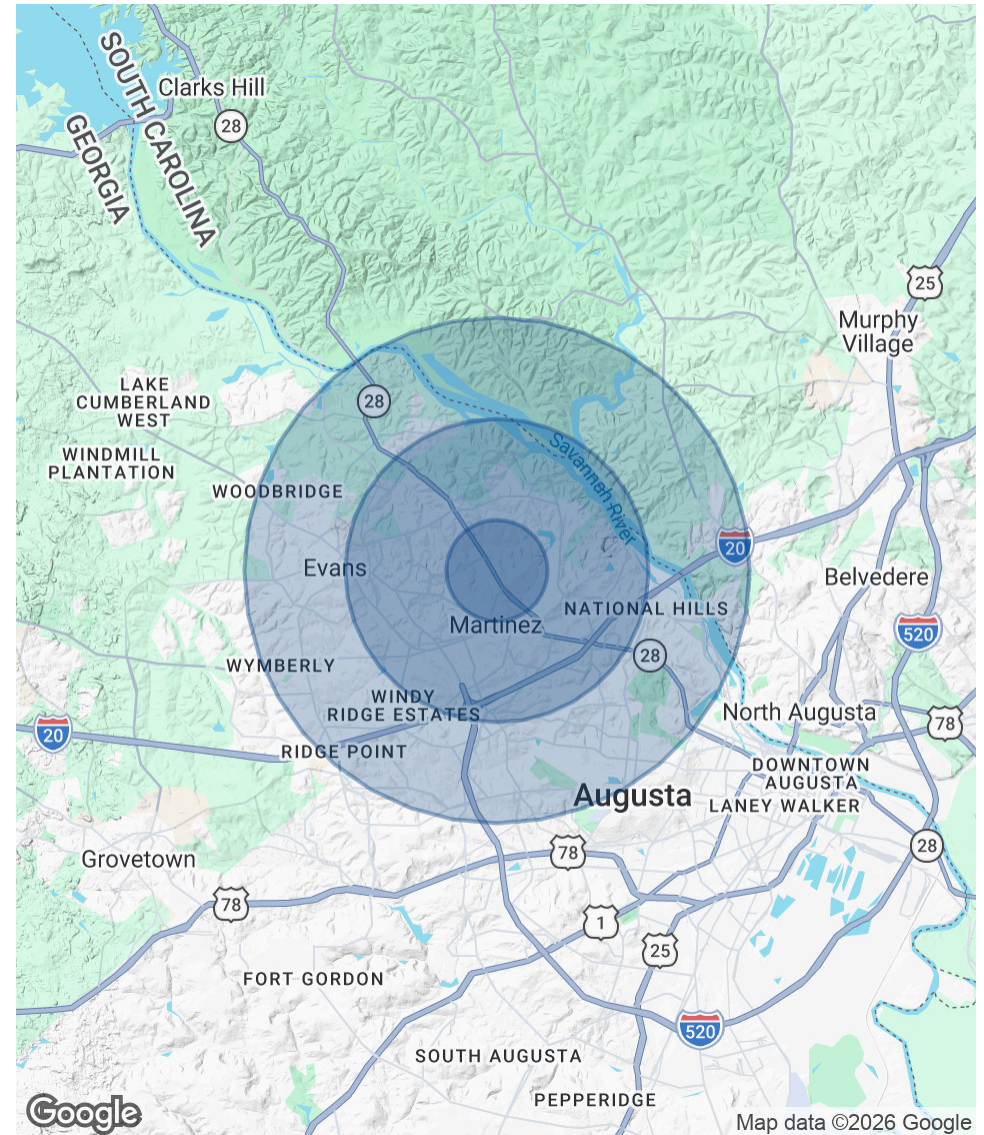 SOUTH CAROLINA
GEORGIA
Clarks Hill
28
25
Murphy
Village
LAKE
CUMBERLAND
WEST
28
WINDMILL
PLANTATION
WOODBRIDGE
Savannah River
20
Evans
Belvedere
NATIONAL HILLS
Martinez
520
28
WYMBERLY
WINDY
RIDGE ESTATES
North Augusta
78
20
RIDGE POINT
DOWNTOWN
AUGUSTA
Augusta
LANEY WALKER
28
78
Grovetown
78
1
25
FORT GORDON
520
SOUTH AUGUSTA
PEPPERIDGE
Google
Map data ©2026 Google